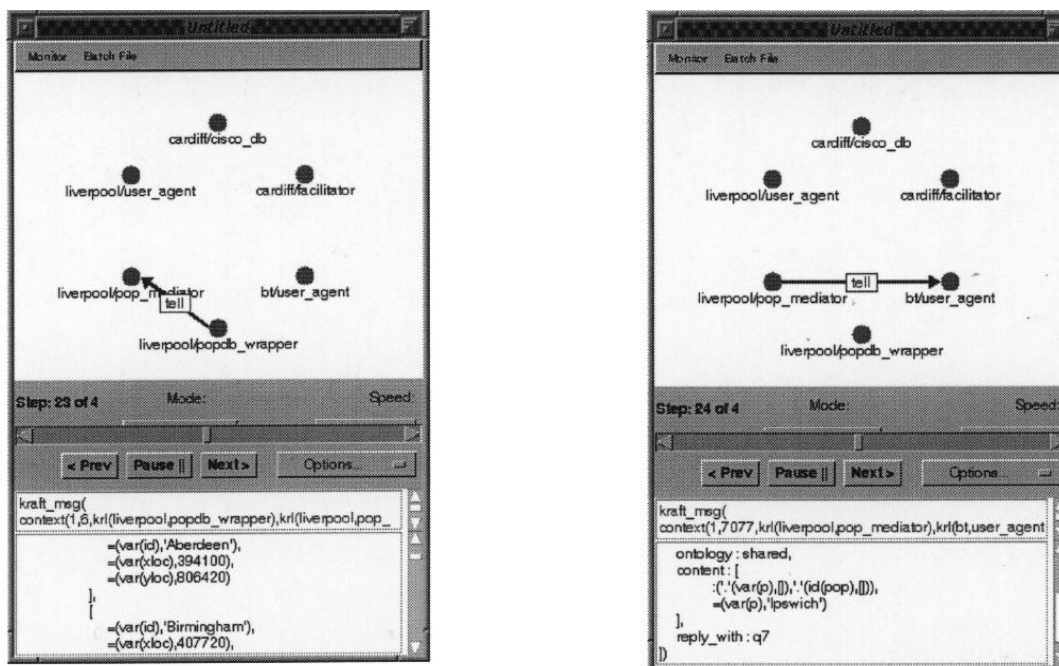 Untitled
Monitor Batch File
cardiff/cisco_db
liverpool/user_agent cardiff/facilitator
liverpool/pop_mediator bt/user_agent
tell
liverpool/popdb_wrapper
Step: 23 of 4 Mode: Speed:
< Prev Pause || Next > Options...
kraft_msg(
context(1,6,krl(liverpool,popdb_wrapper),krl(liverpool,pop_
=(var(id),'Aberdeen'),
=(var(xloc),394100),
=(var(yloc),806420)
],
[
=(var(id),'Birmingham'),
=(var(xloc),407720),
Untitled
Monitor Batch File
cardiff/cisco_db
liverpool/user_agent cardiff/facilitator
tell
liverpool/pop_mediator bt/user_agent
liverpool/popdb_wrapper
Step: 24 of 4 Mode: Speed:
< Prev Pause || Next > Options...
kraft_msg(
context(1,7077,krl(liverpool,pop_mediator),krl(bt,user_agent
ontology : shared,
content : [
:('.'(var(p),[]),'.'(id(pop),[])),
=(var(p),'Ipswich')
],
reply_with : q7
])